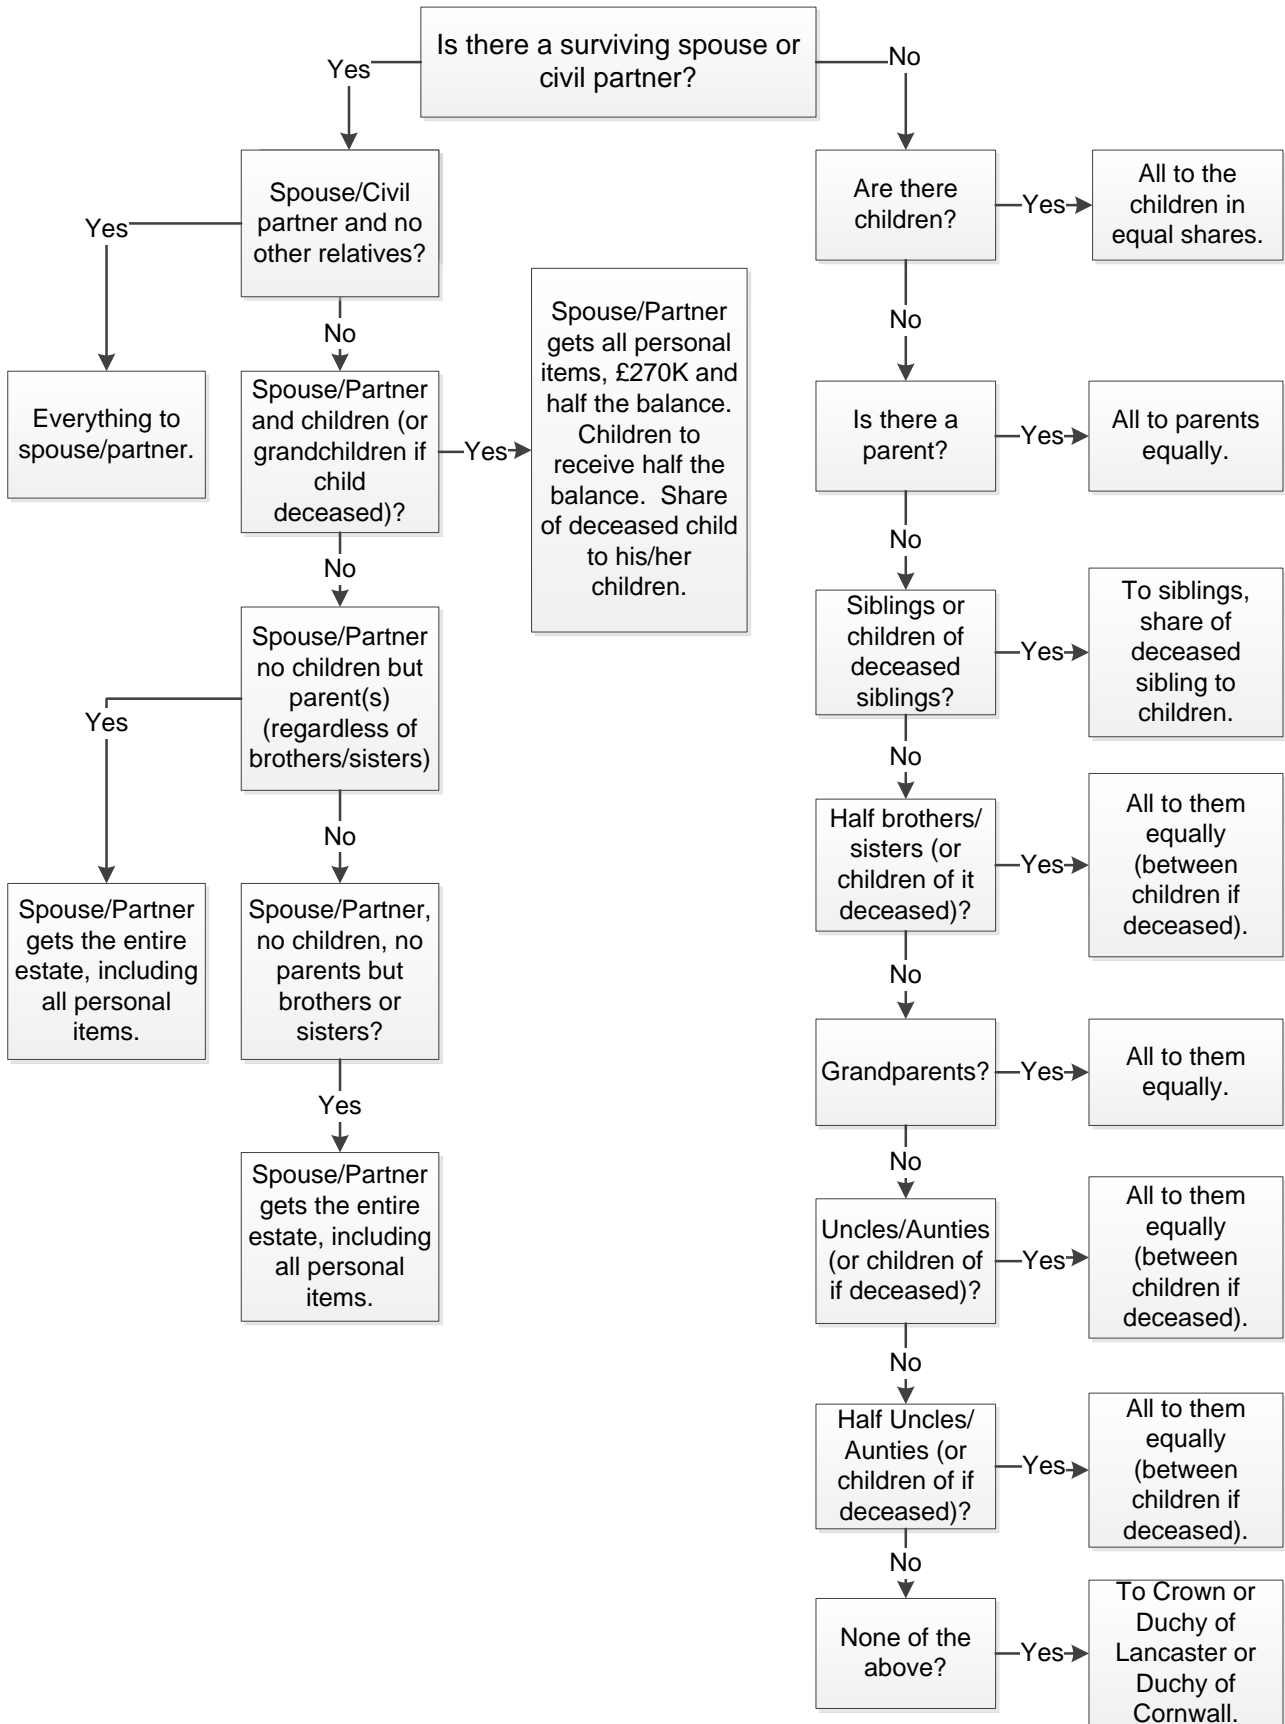 Is there a surviving spouse or
civil partner?
Yes
No
Spouse/Civil
partner and no
other relatives?
Yes
No
Everything to
spouse/partner.
Spouse/Partner
and children (or
grandchildren if
child
deceased)?
Yes
Spouse/Partner
gets all personal
items, £270K and
half the balance.
Children to
receive half the
balance.  Share
of deceased child
to his/her
children.
No
Spouse/Partner
no children but
parent(s)
(regardless of
brothers/sisters)
Yes
No
Spouse/Partner
gets the entire
estate, including
all personal
items.
Spouse/Partner,
no children, no
parents but
brothers or
sisters?
Yes
Spouse/Partner
gets the entire
estate, including
all personal
items.
Are there
children?
Yes
All to the
children in
equal shares.
No
Is there a
parent?
Yes
All to parents
equally.
No
Siblings or
children of
deceased
siblings?
Yes
To siblings,
share of
deceased
sibling to
children.
No
Half brothers/
sisters (or
children of it
deceased)?
Yes
All to them
equally
(between
children if
deceased).
No
Grandparents?
Yes
All to them
equally.
No
Uncles/Aunties
(or children of
if deceased)?
Yes
All to them
equally
(between
children if
deceased).
No
Half Uncles/
Aunties (or
children of if
deceased)?
Yes
All to them
equally
(between
children if
deceased).
No
None of the
above?
Yes
To Crown or
Duchy of
Lancaster or
Duchy of
Cornwall.